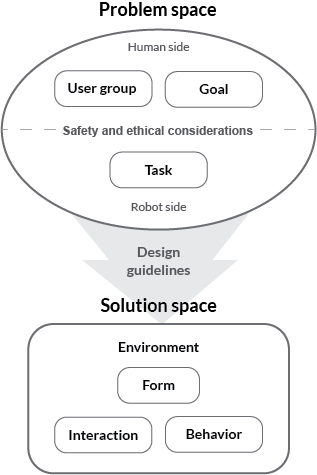 Problem space
Human side
User group
Goal
Safety and ethical considerations
Task
Robot side
Design
guidelines
Solution space
Environment
Form
Interaction
Behavior